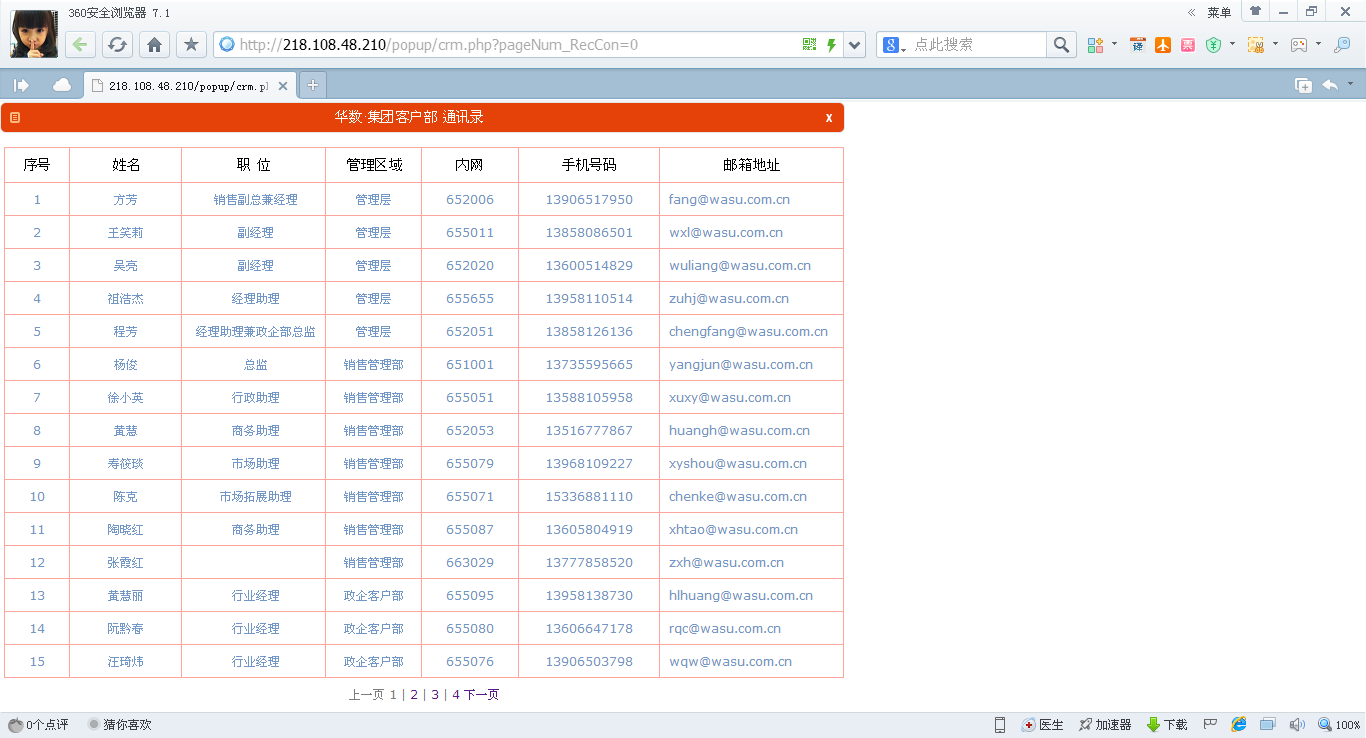 360安全浏览器 7.1
« 菜单
http://218.108.48.210/popup/crm.php?pageNum_RecCon=0
点此搜索
218.108.48.210/popup/crm.p
华数·集团客户部 通讯录 x
序号 姓名 职 位 管理区域 内网 手机号码 邮箱地址
1 方芳 销售副总兼经理 管理层 652006 13906517950 fang@wasu.com.cn
2 王笑莉 副经理 管理层 655011 13858086501 wxl@wasu.com.cn
3 吴亮 副经理 管理层 652020 13600514829 wuliang@wasu.com.cn
4 祖浩杰 经理助理 管理层 655655 13958110514 zuhj@wasu.com.cn
5 程芳 经理助理兼政企部总监 管理层 652051 13858126136 chengfang@wasu.com.cn
6 杨俊 总监 销售管理部 651001 13735595665 yangjun@wasu.com.cn
7 徐小英 行政助理 销售管理部 655051 13588105958 xuxy@wasu.com.cn
8 黄慧 商务助理 销售管理部 652053 13516777867 huangh@wasu.com.cn
9 寿筱琰 市场助理 销售管理部 655079 13968109227 xyshou@wasu.com.cn
10 陈克 市场拓展助理 销售管理部 655071 15336881110 chenke@wasu.com.cn
11 陶晓红 商务助理 销售管理部 655087 13605804919 xhtao@wasu.com.cn
12 张霞红 销售管理部 663029 13777858520 zxh@wasu.com.cn
13 黄慧丽 行业经理 政企客户部 655095 13958138730 hlhuang@wasu.com.cn
14 阮黔春 行业经理 政企客户部 655080 13606647178 rqc@wasu.com.cn
15 汪琦炜 行业经理 政企客户部 655076 13906503798 wqw@wasu.com.cn
上一页 1 | 2 | 3 | 4 下一页
0个点评 猜你喜欢 医生 加速器 下载 100%